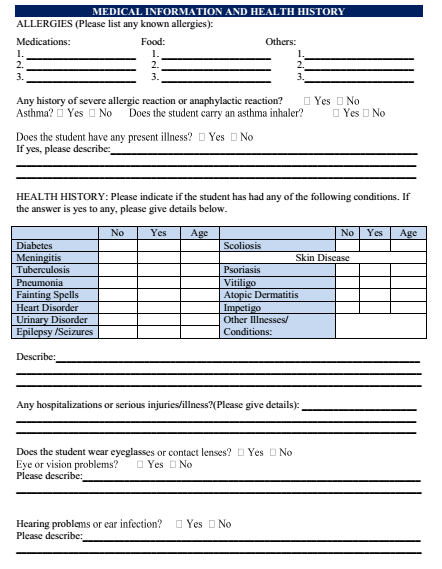 MEDICAL INFORMATION AND HEALTH HISTORY
ALLERGIES (Please list any known allergies):
Medications: Food: Others:
1. 1. 1.
2. 2. 2.
3. 3. 3.
Any history of severe allergic reaction or anaphylactic reaction? □ Yes □ No
Asthma? □ Yes □ No Does the student carry an asthma inhaler? □ Yes □ No
Does the student have any present illness? □ Yes □ No
If yes, please describe:
HEALTH HISTORY: Please indicate if the student has had any of the following conditions. If
the answer is yes to any, please give details below.
No Yes Age No Yes Age
Diabetes Scoliosis
Meningitis Skin Disease
Tuberculosis Psoriasis
Pneumonia Vitiligo
Fainting Spells Atopic Dermatitis
Heart Disorder Impetigo
Urinary Disorder Other Illnesses/
Epilepsy /Seizures Conditions:
Describe:
Any hospitalizations or serious injuries/illness?(Please give details):
Does the student wear eyeglasses or contact lenses? □ Yes □ No
Eye or vision problems? □ Yes □ No
Please describe:
Hearing problems or ear infection? □ Yes □ No
Please describe: